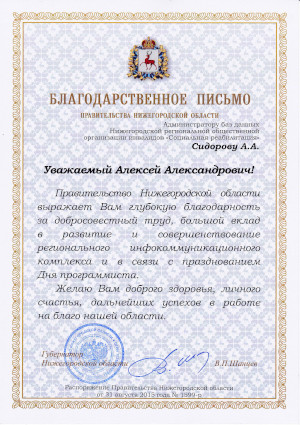 БЛАГОДАРСТВЕННОЕ ПИСЬМО
ПРАВИТЕЛЬСТВА НИЖЕГОРОДСКОЙ ОБЛАСТИ
Администратору баз данных
Нижегородской региональной общественной
организации инвалидов «Социальная реабилитация»
Сидорову А.А.
Уважаемый Алексей Александрович!
Правительство Нижегородской области
выражает Вам глубокую благодарность
за добросовестный труд, большой вклад
в развитие и совершенствование
регионального инфокоммуникационного
комплекса и в связи с празднованием
Дня программиста.
Желаю Вам доброго здоровья, личного
счастья, дальнейших успехов в работе
на благо нашей области.
Губернатор
Нижегородской области В.П.Шанцев
Распоряжение Правительства Нижегородской области
от 31 августа 2015 года № 1599-р